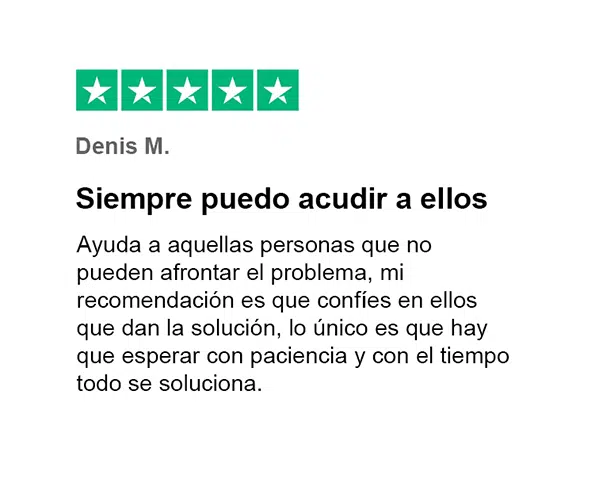 Denis M.
Siempre puedo acudir a ellos
Ayuda a aquellas personas que no
pueden afrontar el problema, mi
recomendación es que confíes en ellos
que dan la solución, lo único es que hay
que esperar con paciencia y con el tiempo
todo se soluciona.